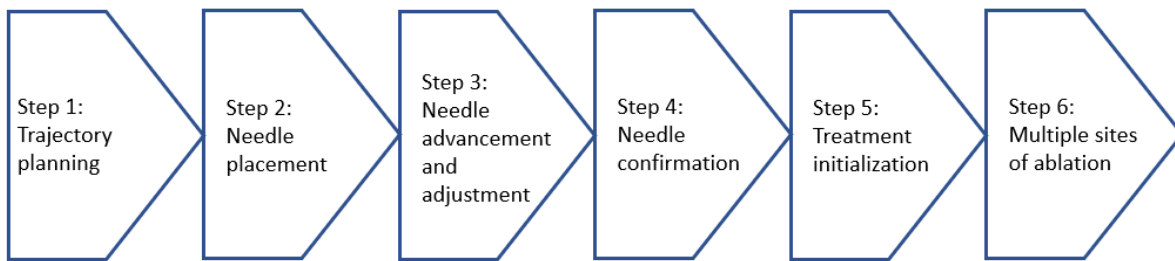 Step 1:
Trajectory
planning
Step 2:
Needle
placement
Step 3:
Needle
advancement
and
adjustment
Step 4:
Needle
confirmation
Step 5:
Treatment
initialization
Step 6:
Multiple sites
of ablation